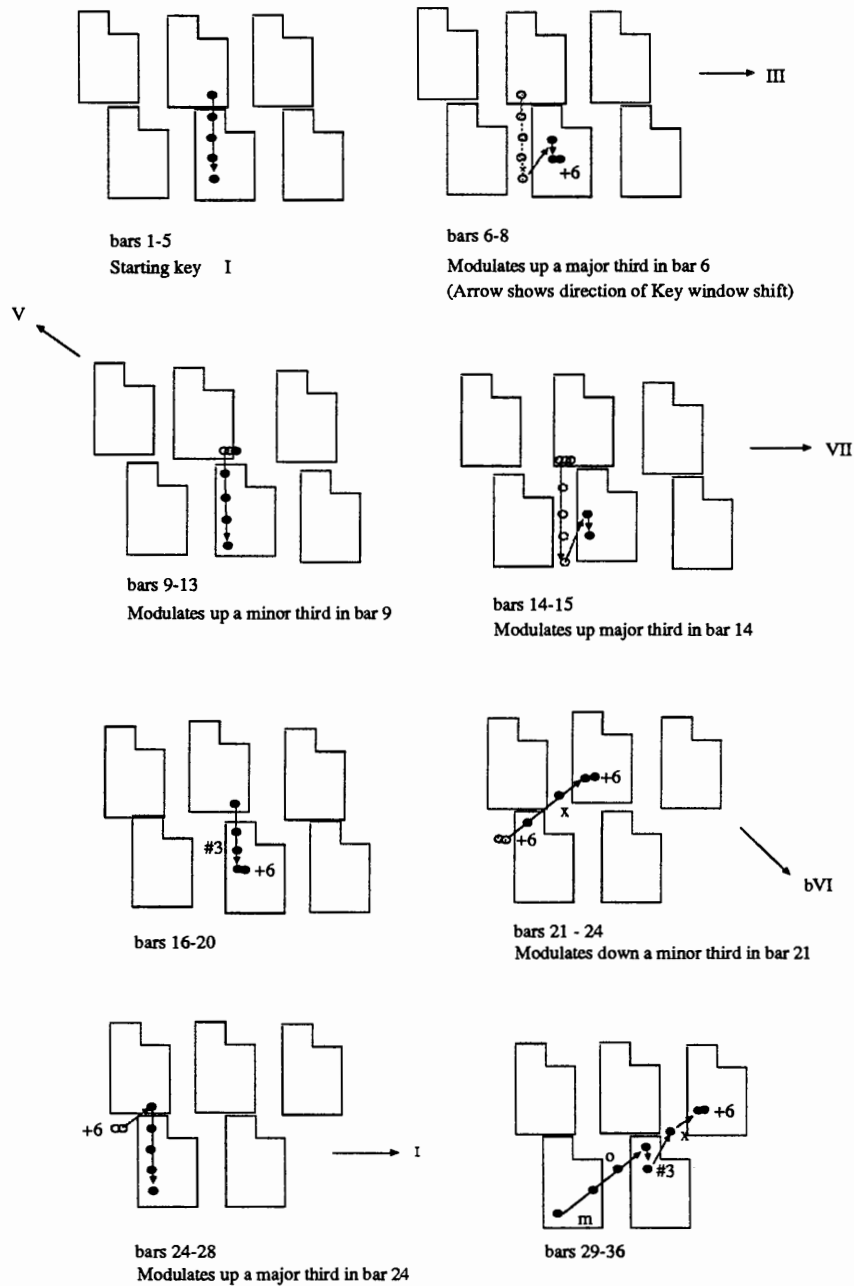 III
+6
bars 1-5
Starting key I
bars 6-8
Modulates up a major third in bar 6
(Arrow shows direction of Key window shift)
V
VII
bars 9-13
Modulates up a minor third in bar 9
bars 14-15
Modulates up major third in bar 14
#3
+6
bars 16-20
+6
x
+6
bVI
bars 21 - 24
Modulates down a minor third in bar 21
+6
I
bars 24-28
Modulates up a major third in bar 24
+6
x
o
#3
m
bars 29-36